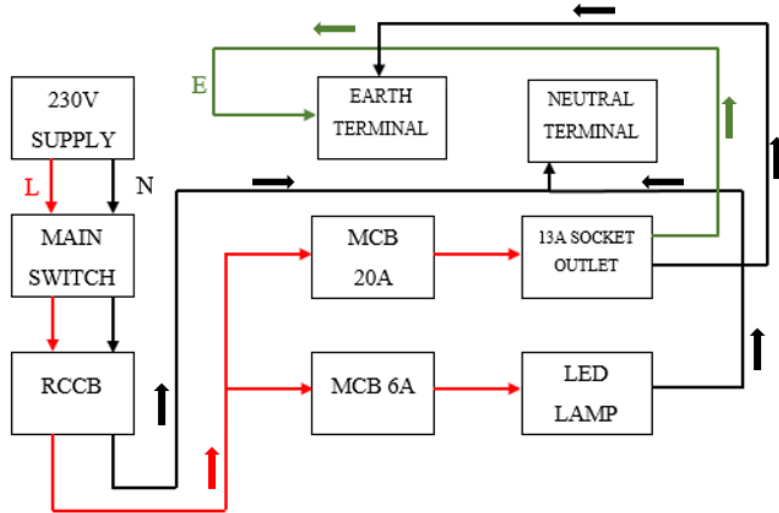 E
230V
SUPPLY
EARTH
TERMINAL
NEUTRAL
TERMINAL
L
N
MAIN
SWITCH
MCB
20A
13A SOCKET
OUTLET
RCCB
MCB 6A
LED
LAMP